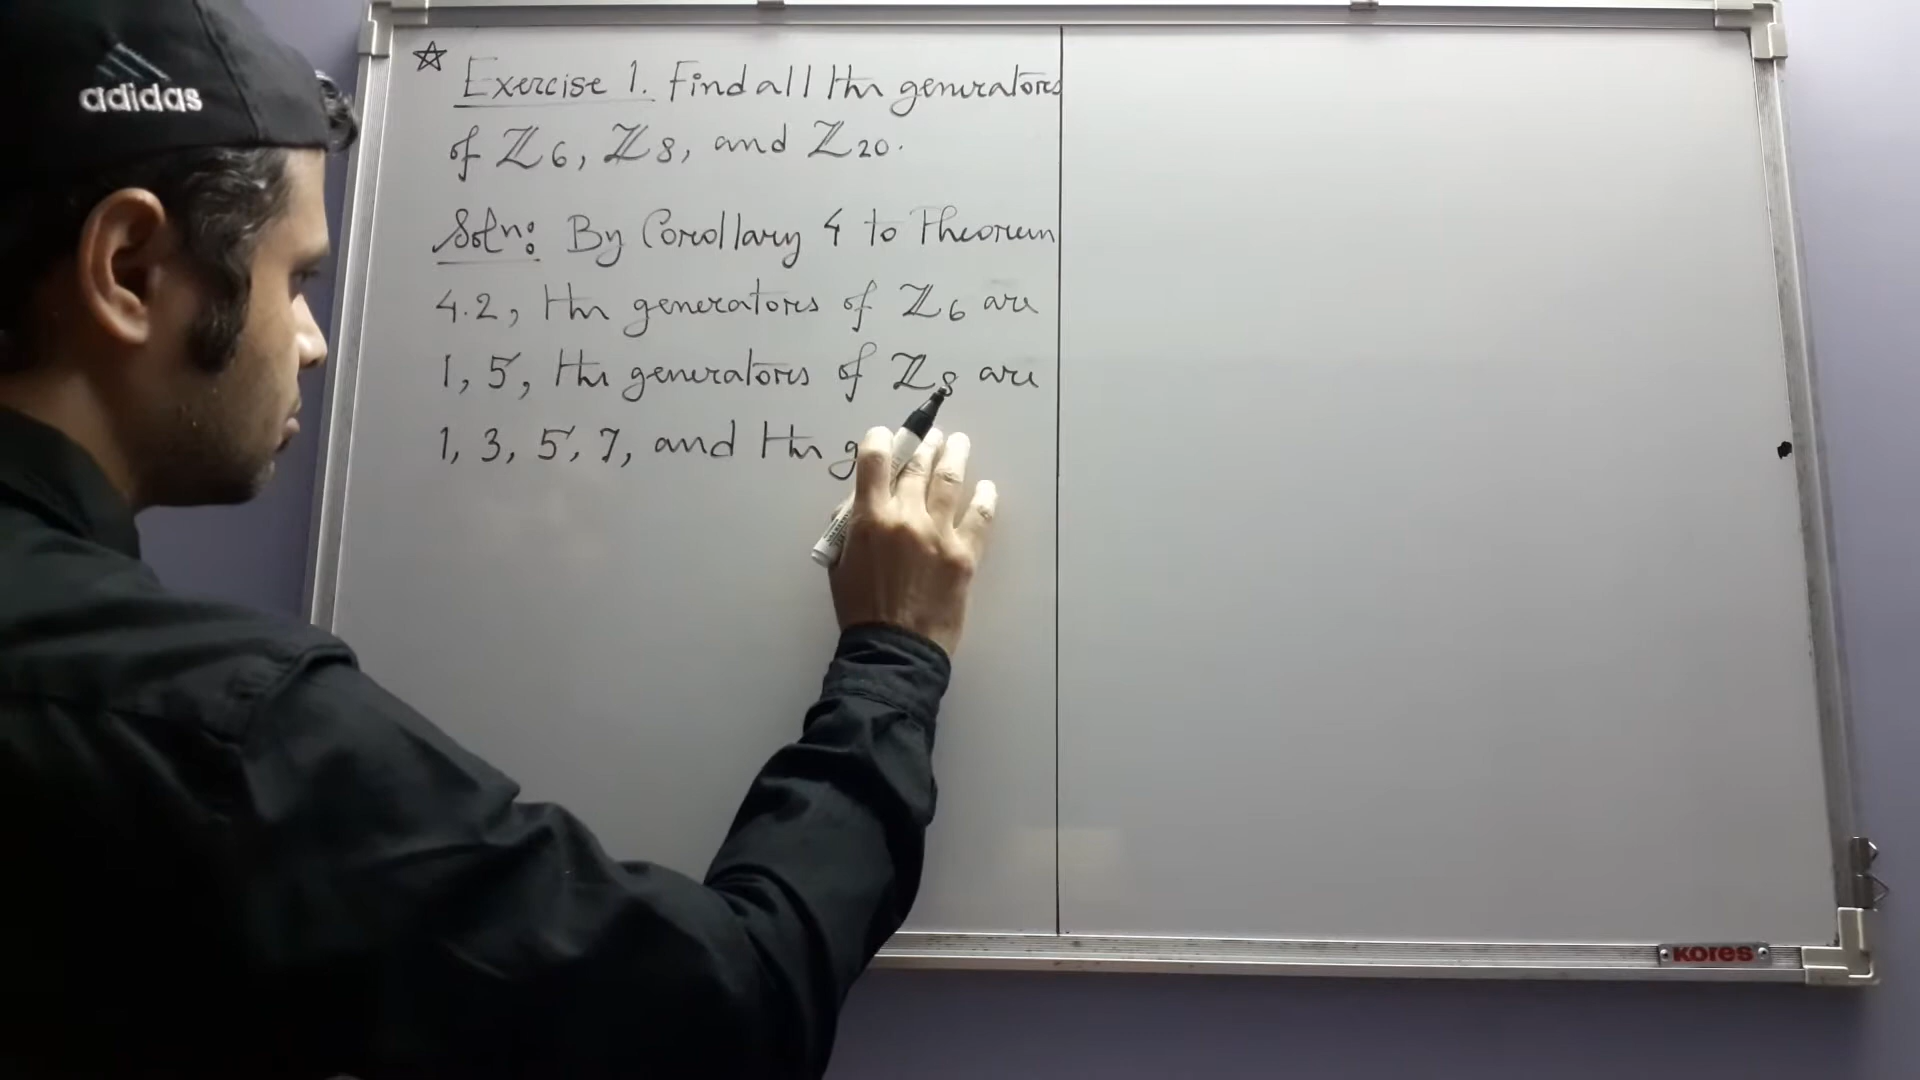 adidas
☆ Exercise 1. Find all the generators
of ℤ6, ℤ8, and ℤ20.
Soln: By Corollary 4 to Theorem
4.2, the generators of ℤ6 are
1, 5, the generators of ℤ8 are
1, 3, 5, 7, and the g
KORES